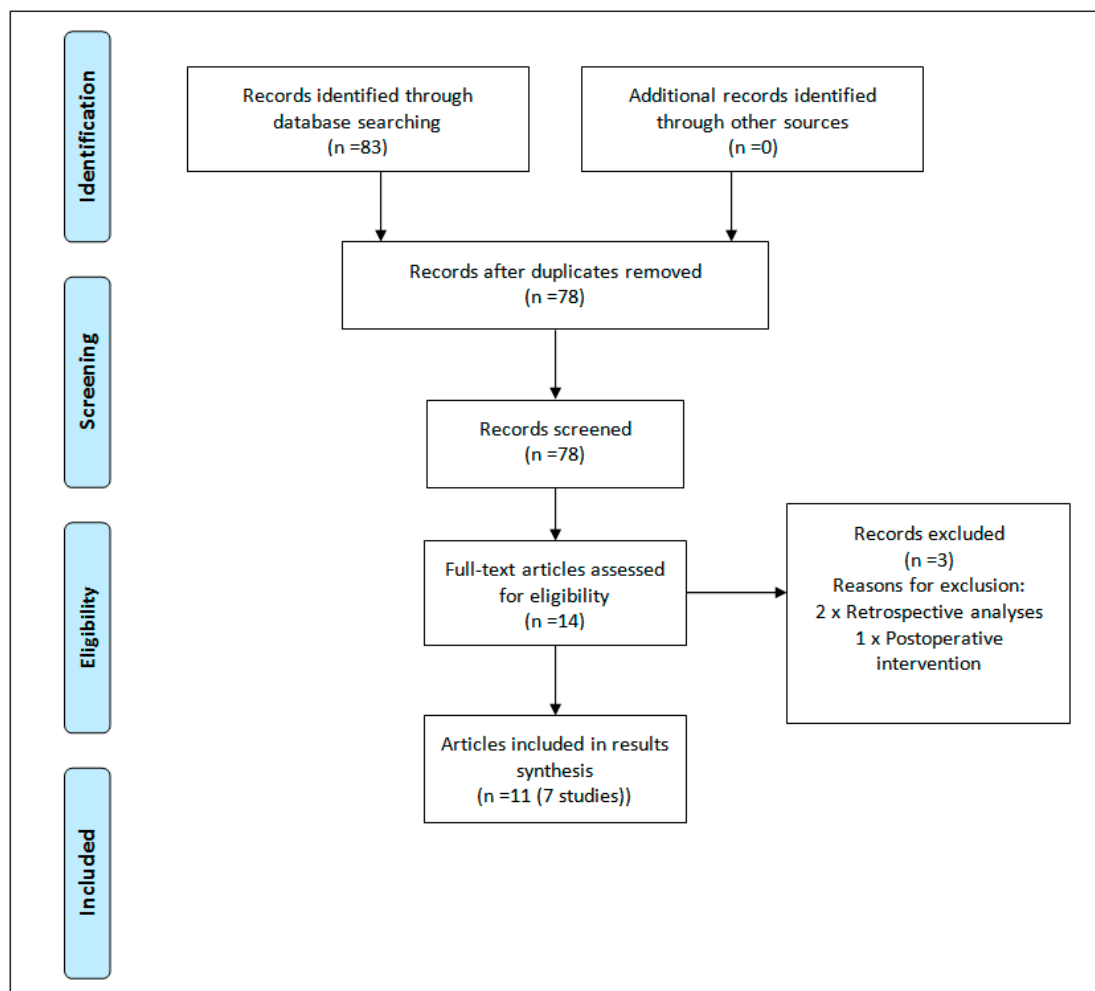 Identification
Records identified through
database searching
(n =83)
Additional records identified
through other sources
(n =0)
Records after duplicates removed
(n =78)
Screening
Records screened
(n =78)
Eligibility
Full-text articles assessed
for eligibility
(n =14)
Records excluded
(n =3)
Reasons for exclusion:
2 x Retrospective analyses
1 x Postoperative
intervention
Articles included in results
synthesis
(n =11 (7 studies))
Included